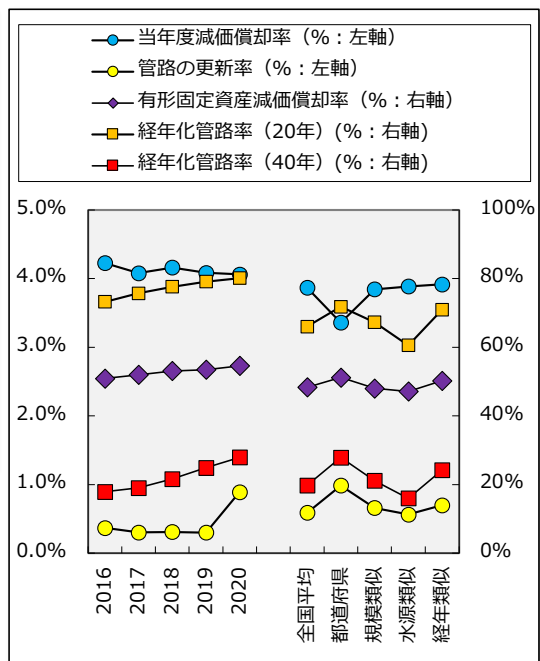 当年度減価償却率（%：左軸）
管路の更新率（%：左軸）
有形固定資産減価償却率（%：右軸）
経年化管路率（20年）(%：右軸)
経年化管路率（40年）(%：右軸)
5.0% 100%
4.0% 80%
3.0% 60%
2.0% 40%
1.0% 20%
0.0% 0%
2016 2017 2018 2019 2020 全国平均 都道府県 規模類似 水源類似 経年類似